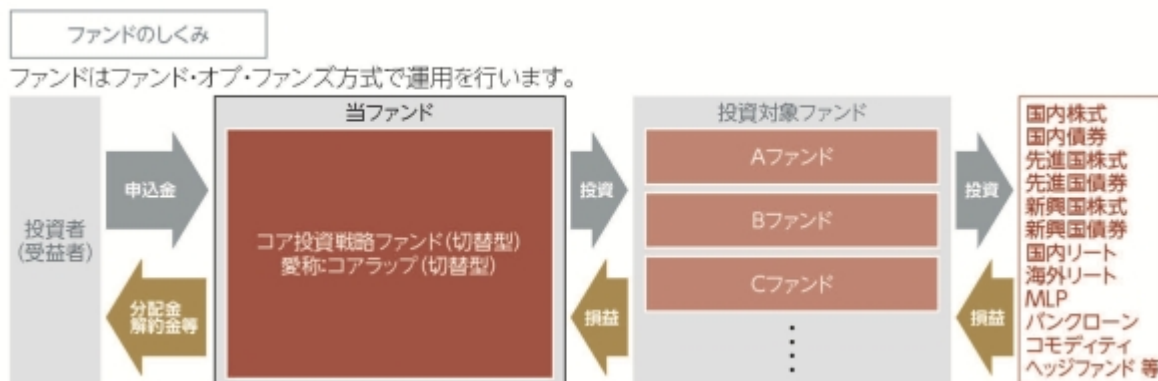 ファンドのしくみ
ファンドはファンド・オブ・ファンズ方式で運用を行います。
投資者
(受益者)
申込金
分配金
解約金等
当ファンド
コア投資戦略ファンド(切替型)
愛称:コアラップ(切替型)
投資
損益
投資対象ファンド
Aファンド
Bファンド
Cファンド
投資
損益
国内株式
国内債券
先進国株式
先進国債券
新興国株式
新興国債券
国内リート
海外リート
MLP
バンクローン
コモディティ
ヘッジファンド 等